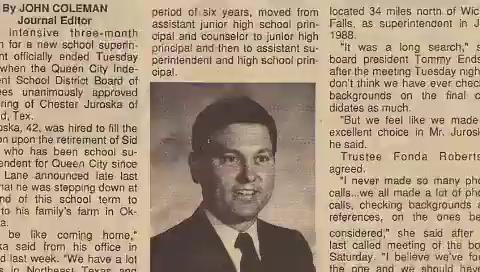 By JOHN COLEMAN
Journal Editor
intensive three-month
n for a new school superin-
nt officially ended Tuesday
when the Queen City Inde-
ent School District Board of
ees unanimously approved
ring of Chester Juroska of
d, Tex.
ska, 42, was hired to fill the
on upon the retirement of Sid
who has been school su-
endent for Queen City since
Lane announced late last
hat he was stepping down at
nd of this school term to
to his family's farm in Ok-
a.
be like coming home,"
ka said from his office in
d last week. "We have a lot
s in Northeast Texas and
period of six years, moved from
assistant junior high school prin-
cipal and counselor to junior high
principal and then to assistant su-
perintendent and high school prin-
cipal.
located 34 miles north of Wic
Falls, as superintendent in J
1988.
"It was a long search," s
board president Tommy Ends
after the meeting Tuesday nigh
don't think we have ever check
backgrounds on the final c
didates as much.
"But we feel like we made
excellent choice in Mr. Jurosk
he said.
Trustee Fonda Roberts
agreed.
"I never made so many pho
calls...we all made a lot of pho
calls, checking backgrounds a
references, on the ones be
considered," she said after
last called meeting of the bo
Saturday. "I believe we've fo
the one and we should have